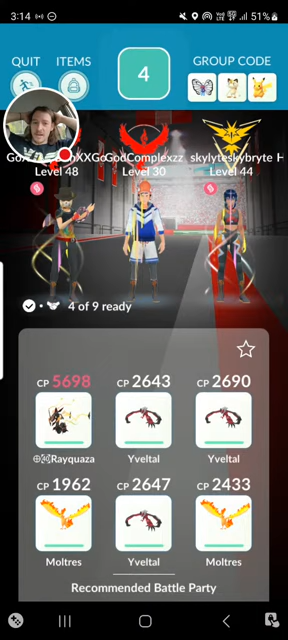 3:14
51%
QUIT
ITEMS
4
GROUP CODE
GodComplexzz
skylyteskybryte H
Level 48
Level 30
Level 44
4 of 9 ready
CP 5698
CP 2643
CP 2690
Rayquaza
Yveltal
Yveltal
CP 1962
CP 2647
CP 2433
Moltres
Yveltal
Moltres
Recommended Battle Party